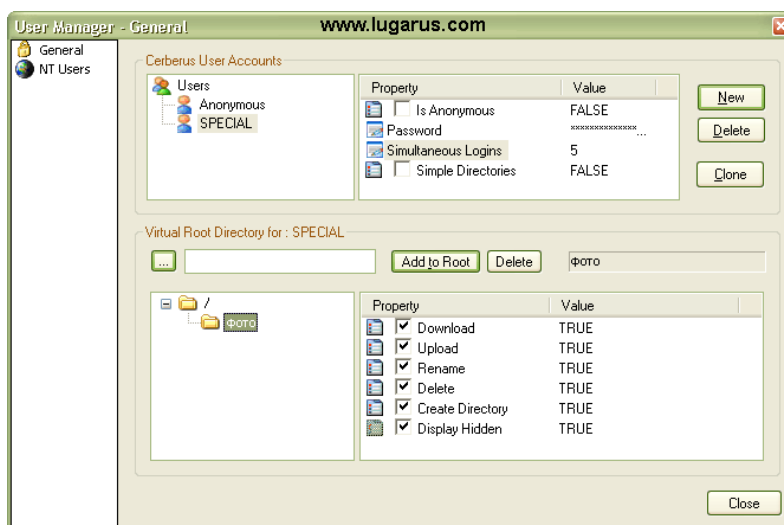 User Manager - General www.lugarus.com
General
NT Users
Cerberus User Accounts
Users
Anonymous
SPECIAL
Property Value
Is Anonymous FALSE
Password xxxxxxxxxxxxxx...
Simultaneous Logins 5
Simple Directories FALSE
New
Delete
Clone
Virtual Root Directory for : SPECIAL
... Add to Root Delete фото
/
фото
Property Value
Download TRUE
Upload TRUE
Rename TRUE
Delete TRUE
Create Directory TRUE
Display Hidden TRUE
Close